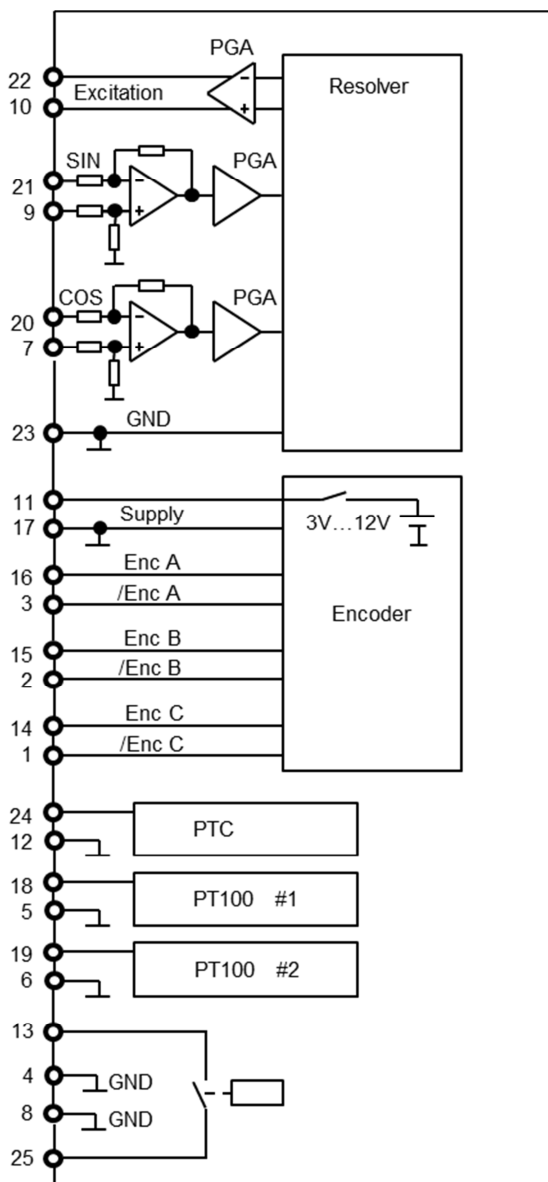 PGA
22
Excitation
Resolver
10
SIN
PGA
21
9
COS
PGA
20
7
GND
23
11
Supply
3V...12V
17
Enc A
16
/Enc A
3
Encoder
Enc B
15
/Enc B
2
Enc C
14
/Enc C
1
24
PTC
12
18
PT100 #1
5
19
PT100 #2
6
13
4
GND
8
GND
25